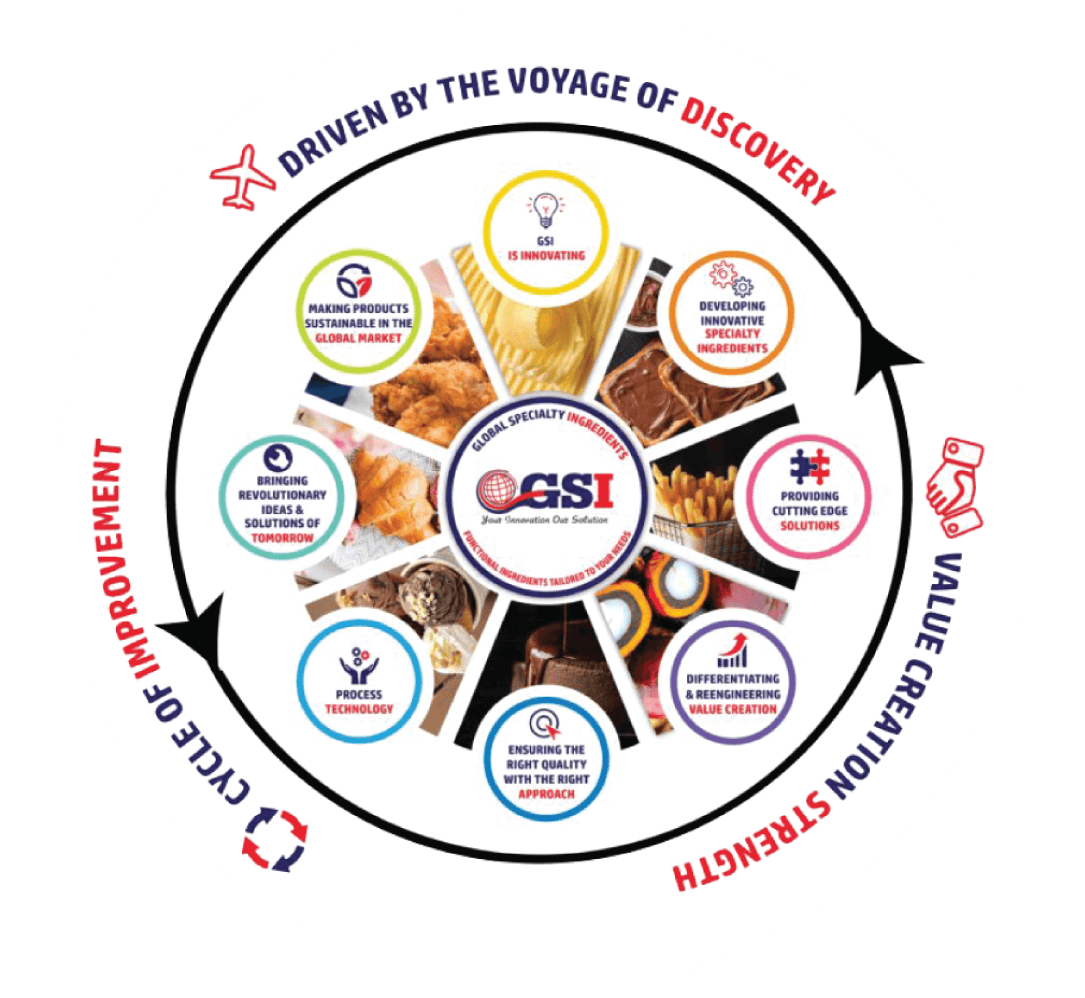 DRIVEN BY THE VOYAGE OF DISCOVERY
GSI
IS INNOVATING
DEVELOPING
INNOVATIVE
SPECIALTY
INGREDIENTS
PROVIDING
CUTTING EDGE
SOLUTIONS
DIFFERENTIATING
& REENGINEERING
VALUE CREATION
ENSURING THE
RIGHT QUALITY
WITH THE RIGHT
APPROACH
PROCESS
TECHNOLOGY
BRINGING
REVOLUTIONARY
IDEAS &
SOLUTIONS OF
TOMORROW
MAKING PRODUCTS
SUSTAINABLE IN THE
GLOBAL MARKET
GLOBAL SPECIALTY INGREDIENTS
GSI
Your Innovation Our Solution
FUNCTIONAL INGREDIENTS TAILORED TO YOUR NEEDS
VALUE CREATION STRENGTH
CYCLE OF IMPROVEMENT